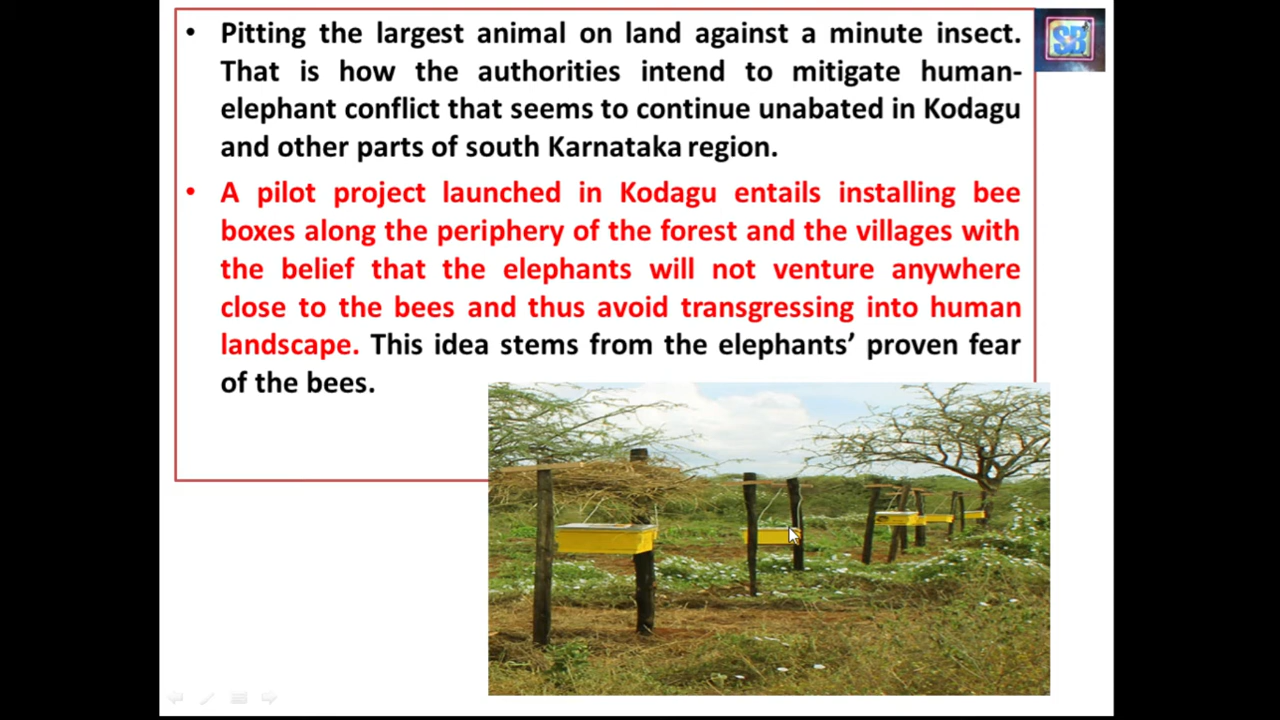 • Pitting the largest animal on land against a minute insect.
That is how the authorities intend to mitigate human-
elephant conflict that seems to continue unabated in Kodagu
and other parts of south Karnataka region.
• A pilot project launched in Kodagu entails installing bee
boxes along the periphery of the forest and the villages with
the belief that the elephants will not venture anywhere
close to the bees and thus avoid transgressing into human
landscape. This idea stems from the elephants’ proven fear
of the bees.
SB